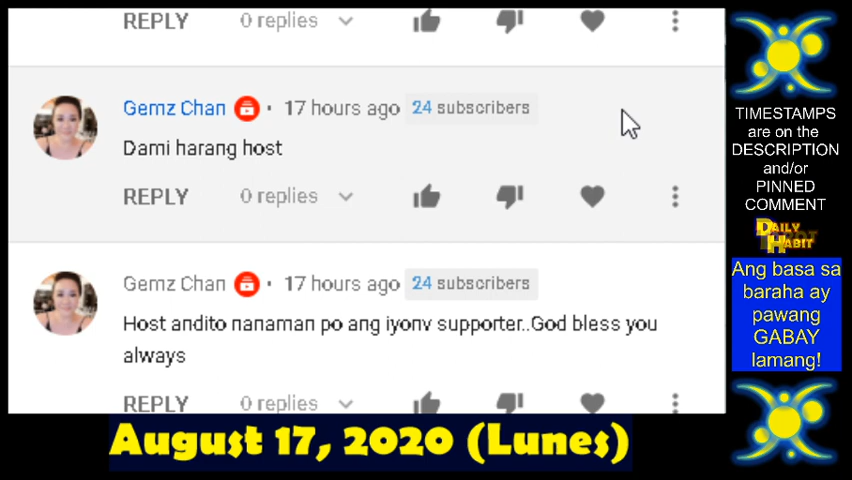 REPLY 0 replies
Gemz Chan · 17 hours ago 24 subscribers
Dami harang host
REPLY 0 replies
Gemz Chan · 17 hours ago 24 subscribers
Host andito nanaman po ang iyonv supporter..God bless you
always
REPLY 0 replies
TIMESTAMPS
are on the
DESCRIPTION
and/or
PINNED
COMMENT
DAILY
HABIT
Ang basa sa
baraha ay
pawang
GABAY
lamang!
August 17, 2020 (Lunes)